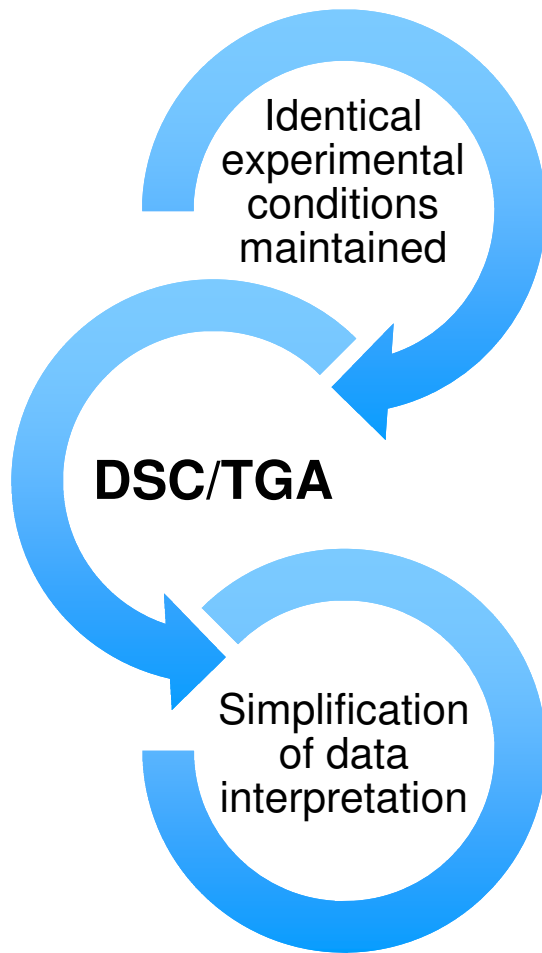 Identical
experimental
conditions
maintained
DSC/TGA
Simplification
of data
interpretation